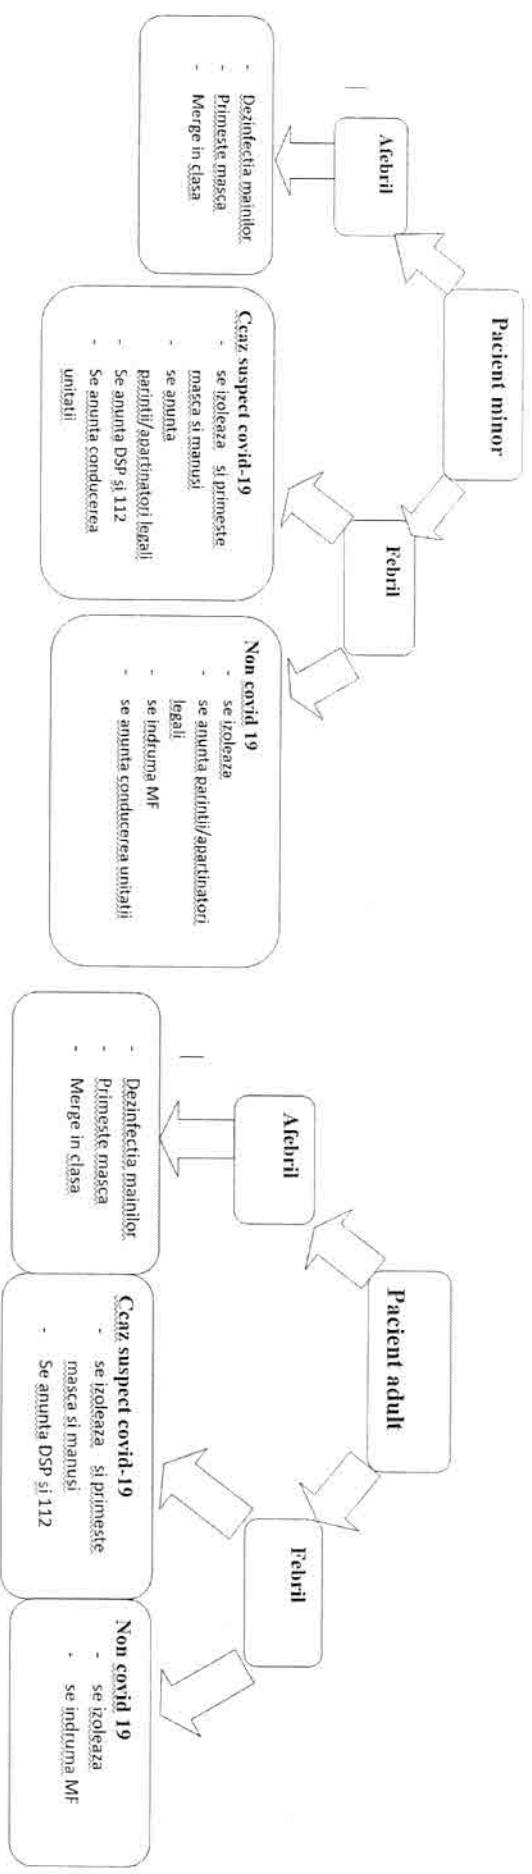 Pacient minor
Afebril
Febril
- Dezinfectia mainilor
- Primeste masca
- Merge in clasa
Ccaz suspect covid-19
- se izoleaza si primeste
masca si manusi
- se anunta
parintii/apartinatori legali
- Se anunta DSP si 112
- Se anunta conducerea
unitatii
Non covid 19
- se izoleaza
- se anunta parintii/apartinatori
legali
- se indruma MF
- se anunta conducerea unitatii
Pacient adult
Afebril
Febril
- Dezinfectia mainilor
- Primeste masca
- Merge in clasa
Ccaz suspect covid-19
- se izoleaza si primeste
masca si manusi
- Se anunta DSP si 112
Non covid 19
- se izoleaza
- se indruma MF